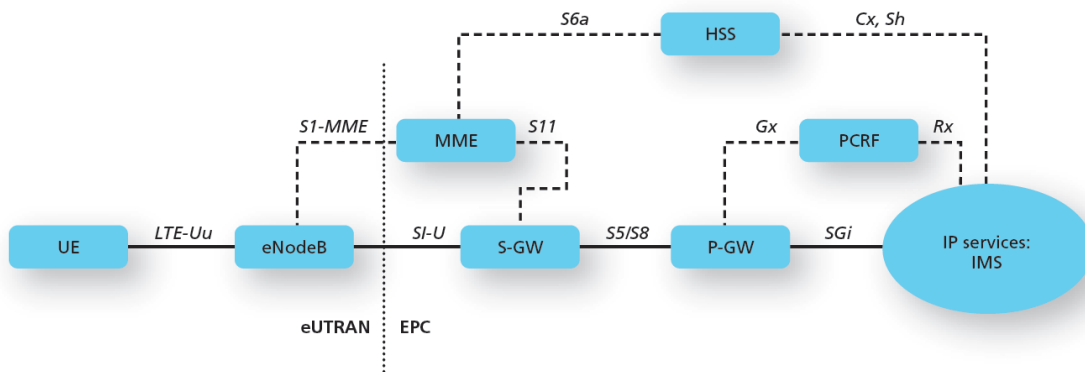 S6a
HSS
Cx, Sh
S1-MME
MME
S11
Gx
PCRF
Rx
UE
LTE-Uu
eNodeB
SI-U
S-GW
S5/S8
P-GW
SGi
IP services:
IMS
eUTRAN
EPC